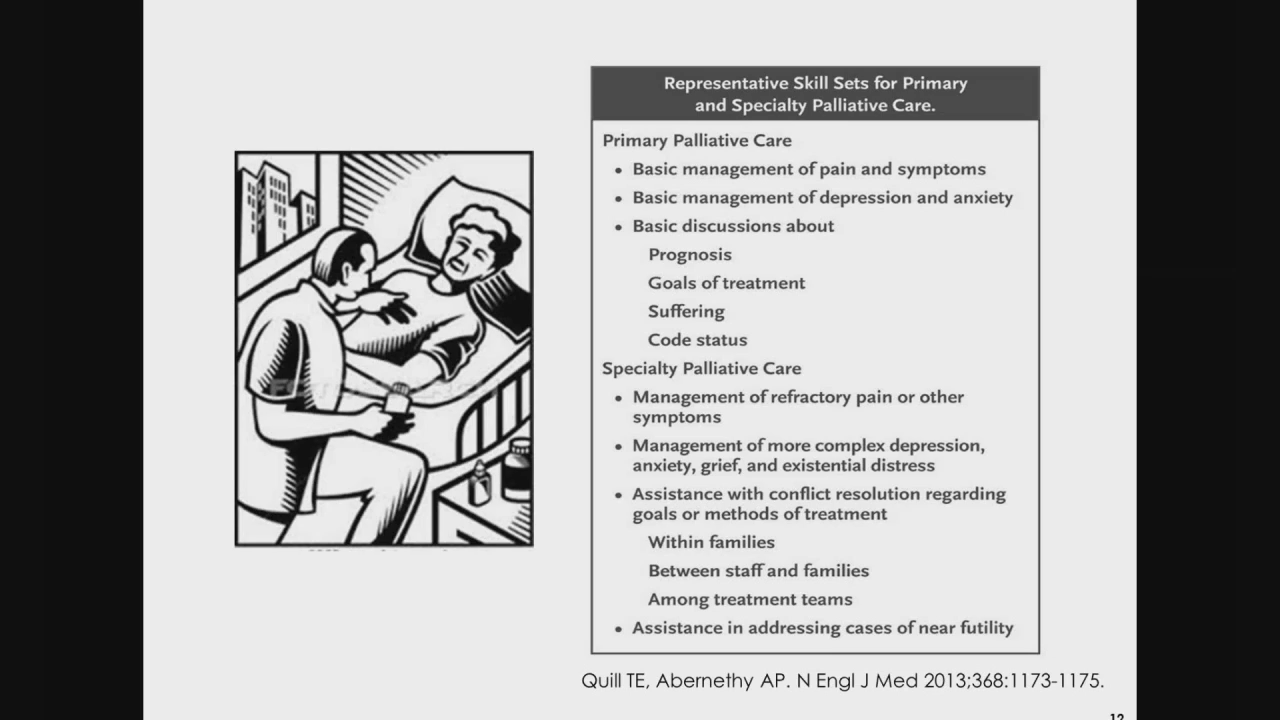 Representative Skill Sets for Primary
and Specialty Palliative Care.
Primary Palliative Care
• Basic management of pain and symptoms
• Basic management of depression and anxiety
• Basic discussions about
Prognosis
Goals of treatment
Suffering
Code status
Specialty Palliative Care
• Management of refractory pain or other
symptoms
• Management of more complex depression,
anxiety, grief, and existential distress
• Assistance with conflict resolution regarding
goals or methods of treatment
Within families
Between staff and families
Among treatment teams
• Assistance in addressing cases of near futility
Quill TE, Abernethy AP. N Engl J Med 2013;368:1173-1175.
12